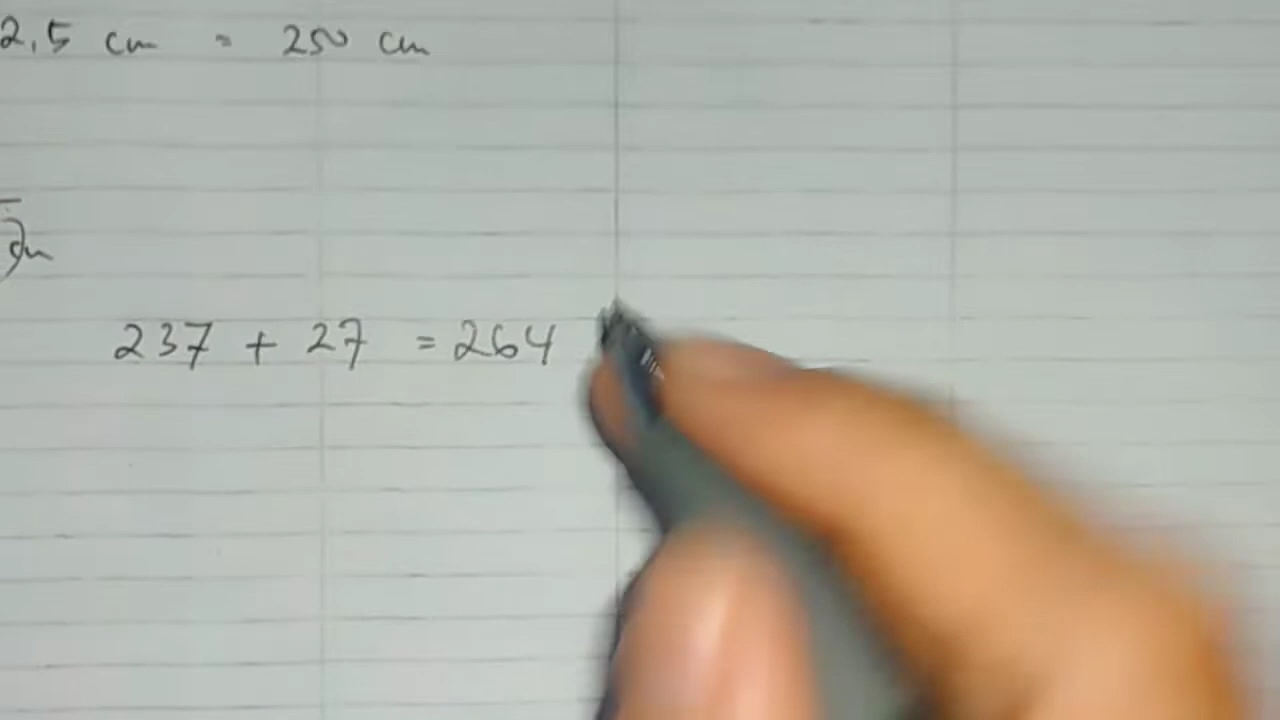 2,5 cm = 250 cm
237 + 27 = 264